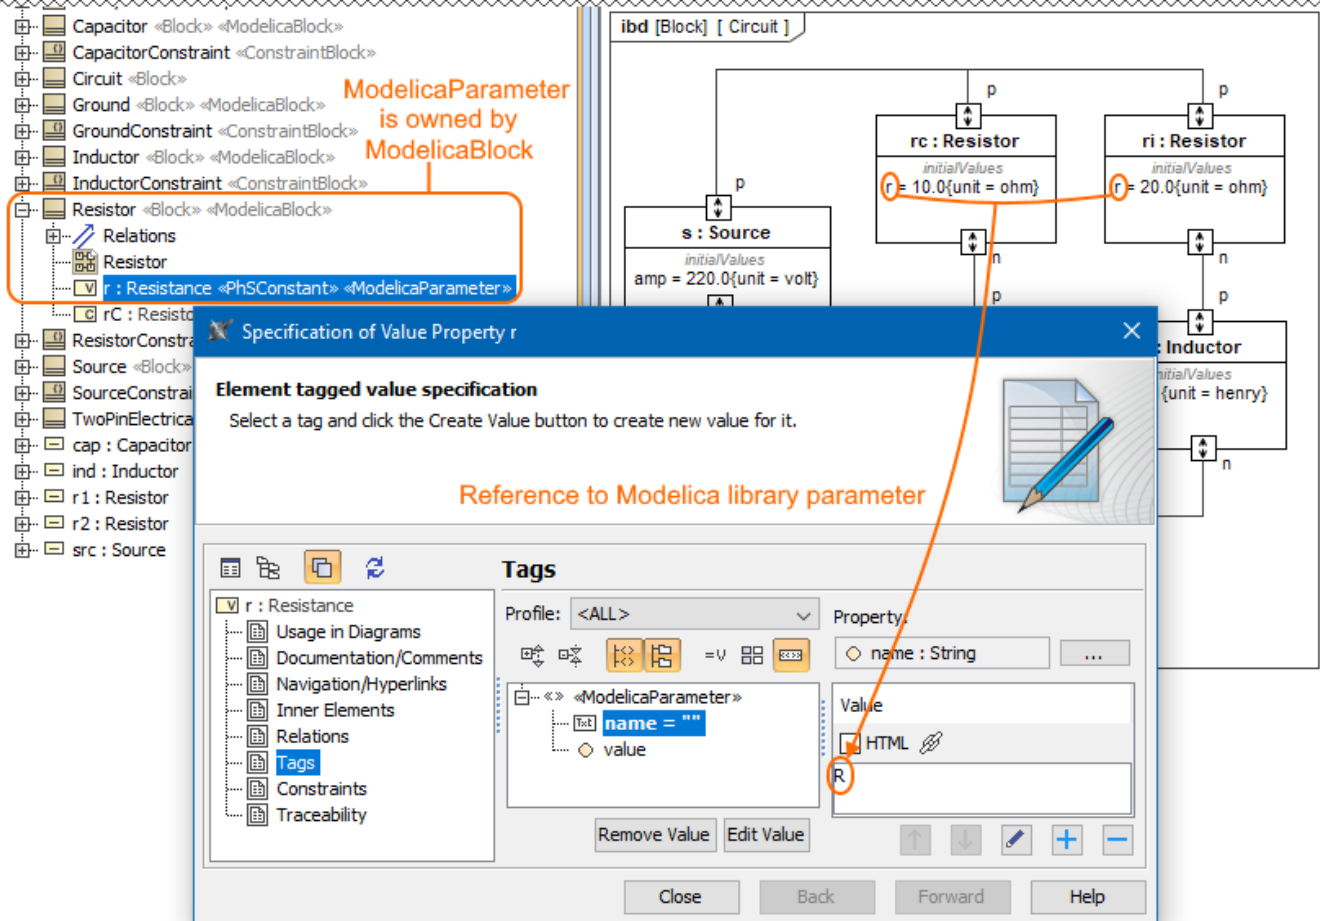 Capacitor «Block» «ModelicaBlock»
CapacitorConstraint «ConstraintBlock»
Circuit «Block»
Ground «Block» «ModelicaBlock»
GroundConstraint «ConstraintBlock»
Inductor «Block» «ModelicaBlock»
InductorConstraint «ConstraintBlock»
Resistor «Block» «ModelicaBlock»
Relations
Resistor
r : Resistance «PhSConstant» «ModelicaParameter»
rC : Resisto
ResistorConstra
Source «Block»
SourceConstrai
TwoPinElectrica
cap : Capacitor
ind : Inductor
r1 : Resistor
r2 : Resistor
src : Source
ModelicaParameter
is owned by
ModelicaBlock
ibd [Block] [ Circuit ]
p
s : Source
initialValues
amp = 220.0{unit = volt}
p
rc : Resistor
initialValues
r = 10.0{unit = ohm}
n
p
p
ri : Resistor
initialValues
r = 20.0{unit = ohm}
n
p
: Inductor
itialValues
{unit = henry}
n
Specification of Value Property r
Element tagged value specification
Select a tag and click the Create Value button to create new value for it.
Reference to Modelica library parameter
r : Resistance
Usage in Diagrams
Documentation/Comments
Navigation/Hyperlinks
Inner Elements
Relations
Tags
Constraints
Traceability
Tags
Profile: <ALL>
=V
«ModelicaParameter»
Txt name = ""
value
Remove Value Edit Value
Property:
name : String ...
Value
HTML
R
Close Back Forward Help